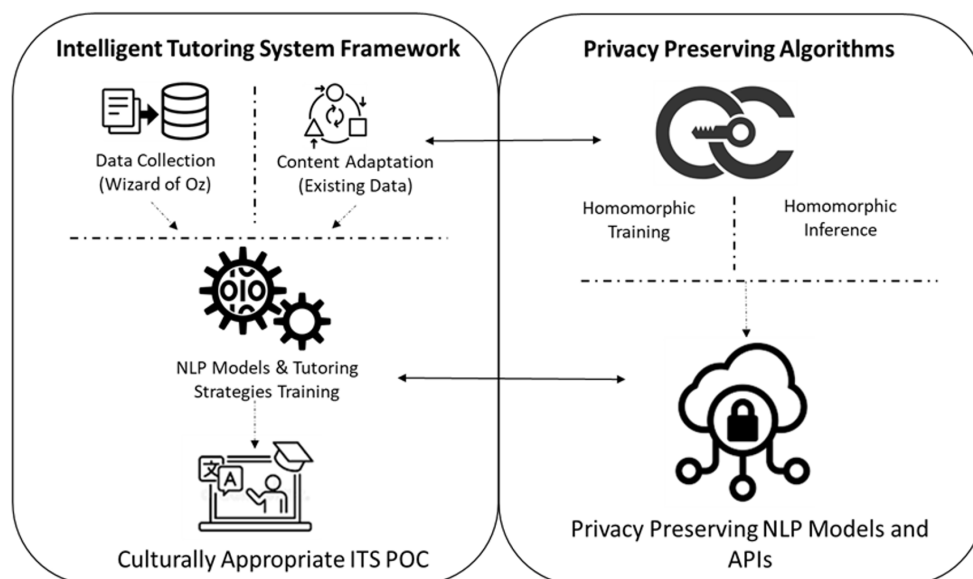 Intelligent Tutoring System Framework
Data Collection
(Wizard of Oz)
Content Adaptation
(Existing Data)
NLP Models & Tutoring
Strategies Training
文
A
Culturally Appropriate ITS POC
Privacy Preserving Algorithms
Homomorphic
Training
Homomorphic
Inference
Privacy Preserving NLP Models and
APIs